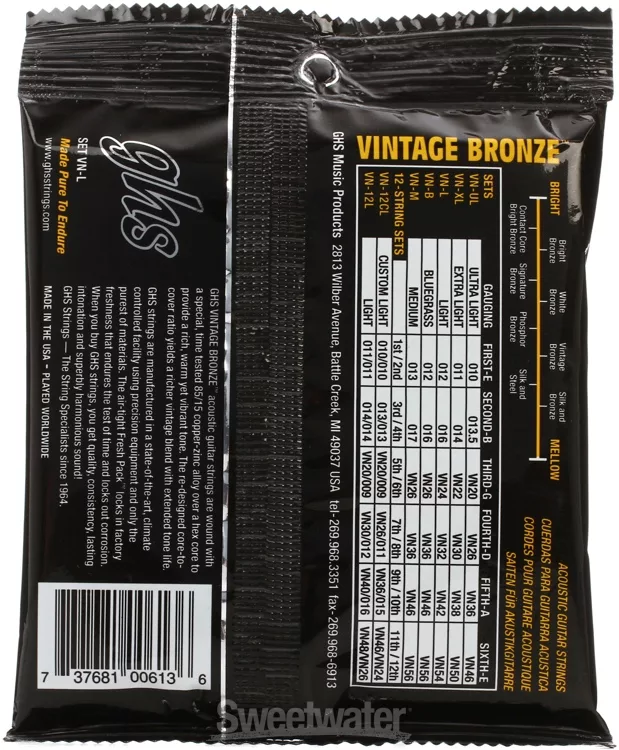 VINTAGE BRONZE™
BRIGHT MELLOW
Bright Bronze White Bronze Vintage Bronze Silk and Bronze
Contact Core Bright Bronze Signature Bronze Phosphor Bronze Silk and Steel
ACOUSTIC GUITAR STRINGS
CUERDAS PARA GUITARRA ACUSTICA
CORDES POUR GUITARE ACOUSTIQUE
SAITEN FÜR AKUSTIKGITARRE
SETS GAUGING FIRST-E SECOND-B THIRD-G FOURTH-D FIFTH-A SIXTH-E
VN-UL ULTRA LIGHT 010 013.5 VN20 VN26 VN36 VN46
VN-XL EXTRA LIGHT 011 014 VN22 VN30 VN38 VN50
VN-L LIGHT 012 016 VN24 VN32 VN42 VN54
VN-B BLUEGRASS 012 016 VN26 VN36 VN46 VN56
VN-M MEDIUM 013 017 VN26 VN36 VN46 VN56
12-STRING SETS 1st / 2nd 3rd / 4th 5th / 6th 7th / 8th 9th / 10th 11th / 12th
VN-12CL CUSTOM LIGHT 010/010 013/013 VN20/009 VN26/011 VN36/015 VN46/VN24
VN-12L LIGHT 011/011 014/014 VN20/009 VN30/012 VN40/016 VN48/VN26
GHS Music Products 2813 Wilber Avenue, Battle Creek, MI 49037 USA tel- 269.968.3351 fax- 269.968-6913
ghs
SET VN-L
Made Pure To Endure
www.ghsstrings.com
GHS VINTAGE BRONZE™ acoustic guitar strings are wound with
a special, time tested 85/15 copper-zinc alloy over a hex core to
provide a rich, warm yet vibrant tone. The re-designed core-to-
cover ratio yields a richer vintage blend with extended tone life.
GHS strings are manufactured in a state-of-the-art, climate
controlled facility using precision equipment and only the
purest of materials. The air-tight Fresh Pack™ locks in factory
freshness that endures the test of time and locks out corrosion.
When you buy GHS strings, you get quality, consistency, lasting
intonation and superbly harmonious sound!
GHS Strings — The String Specialists since 1964.
MADE IN THE USA - PLAYED WORLDWIDE
7 37681 00613 6
Sweetwater